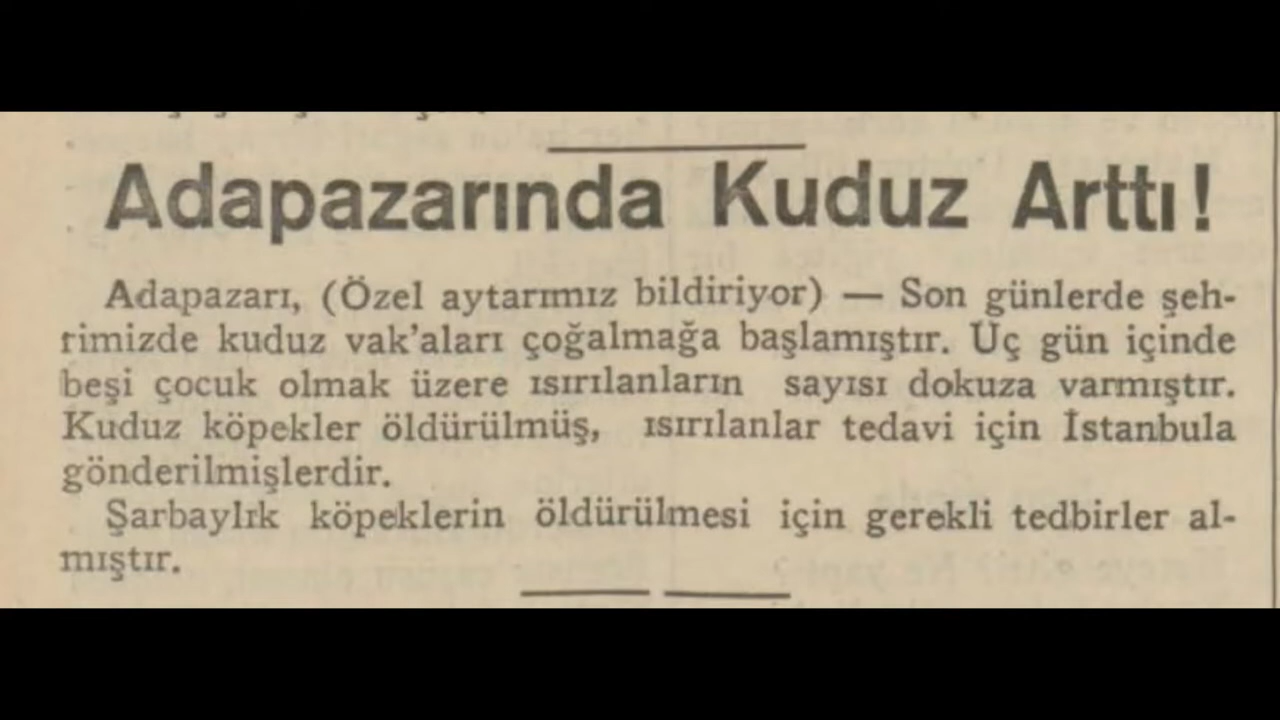 Adapazarında Kuduz Arttı!
Adapazarı, (Özel aytarımız bildiriyor) — Son günlerde şeh-
rimizde kuduz vak'aları çoğalmağa başlamıştır. Üç gün içinde
beşi çocuk olmak üzere ısırılanların sayısı dokuza varmıştır.
Kuduz köpekler öldürülmüş, ısırılanlar tedavi için İstanbula
gönderilmişlerdir.
Şarbaylık köpeklerin öldürülmesi için gerekli tedbirler al-
mıştır.